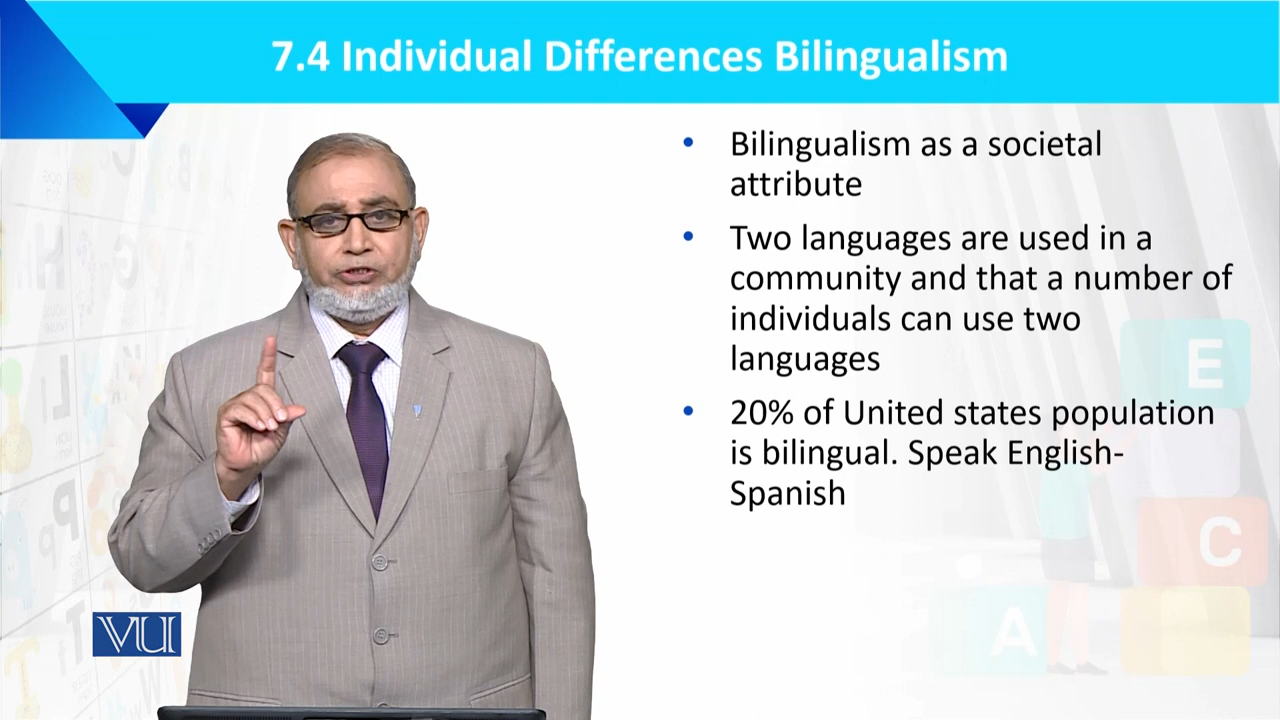 7.4 Individual Differences Bilingualism
• Bilingualism as a societal
attribute
• Two languages are used in a
community and that a number of
individuals can use two
languages
• 20% of United states population
is bilingual. Speak English-
Spanish
E
C
A
VU